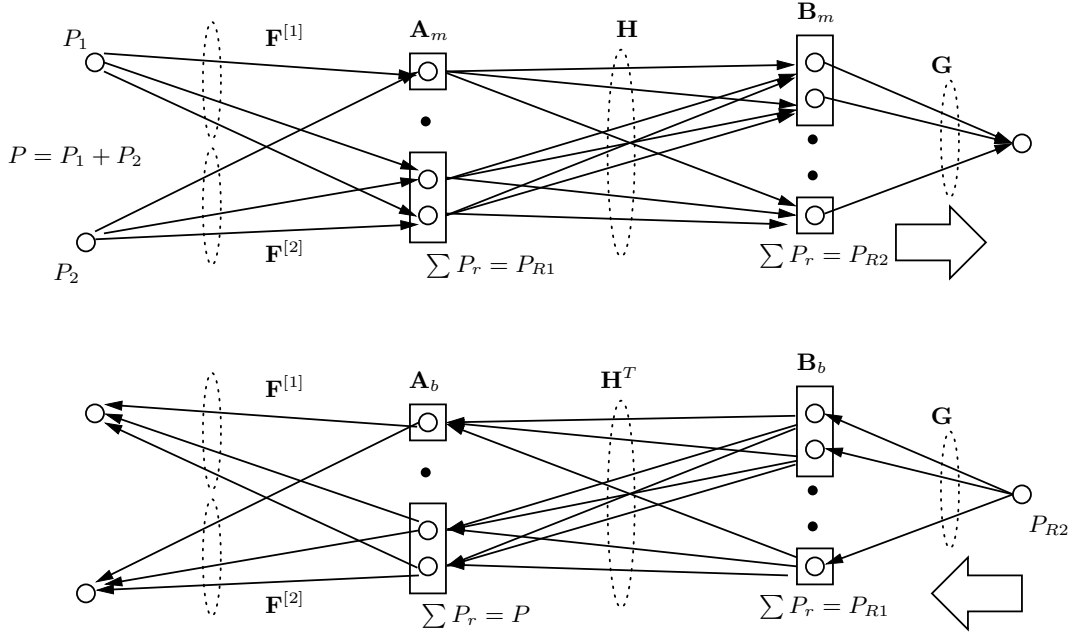 P_1
F^{[1]}
A_m
H
B_m
G
P = P_1 + P_2
P_2
F^{[2]}
∑ P_r = P_{R1}
∑ P_r = P_{R2}
F^{[1]}
A_b
H^T
B_b
G
P_{R2}
F^{[2]}
∑ P_r = P
∑ P_r = P_{R1}